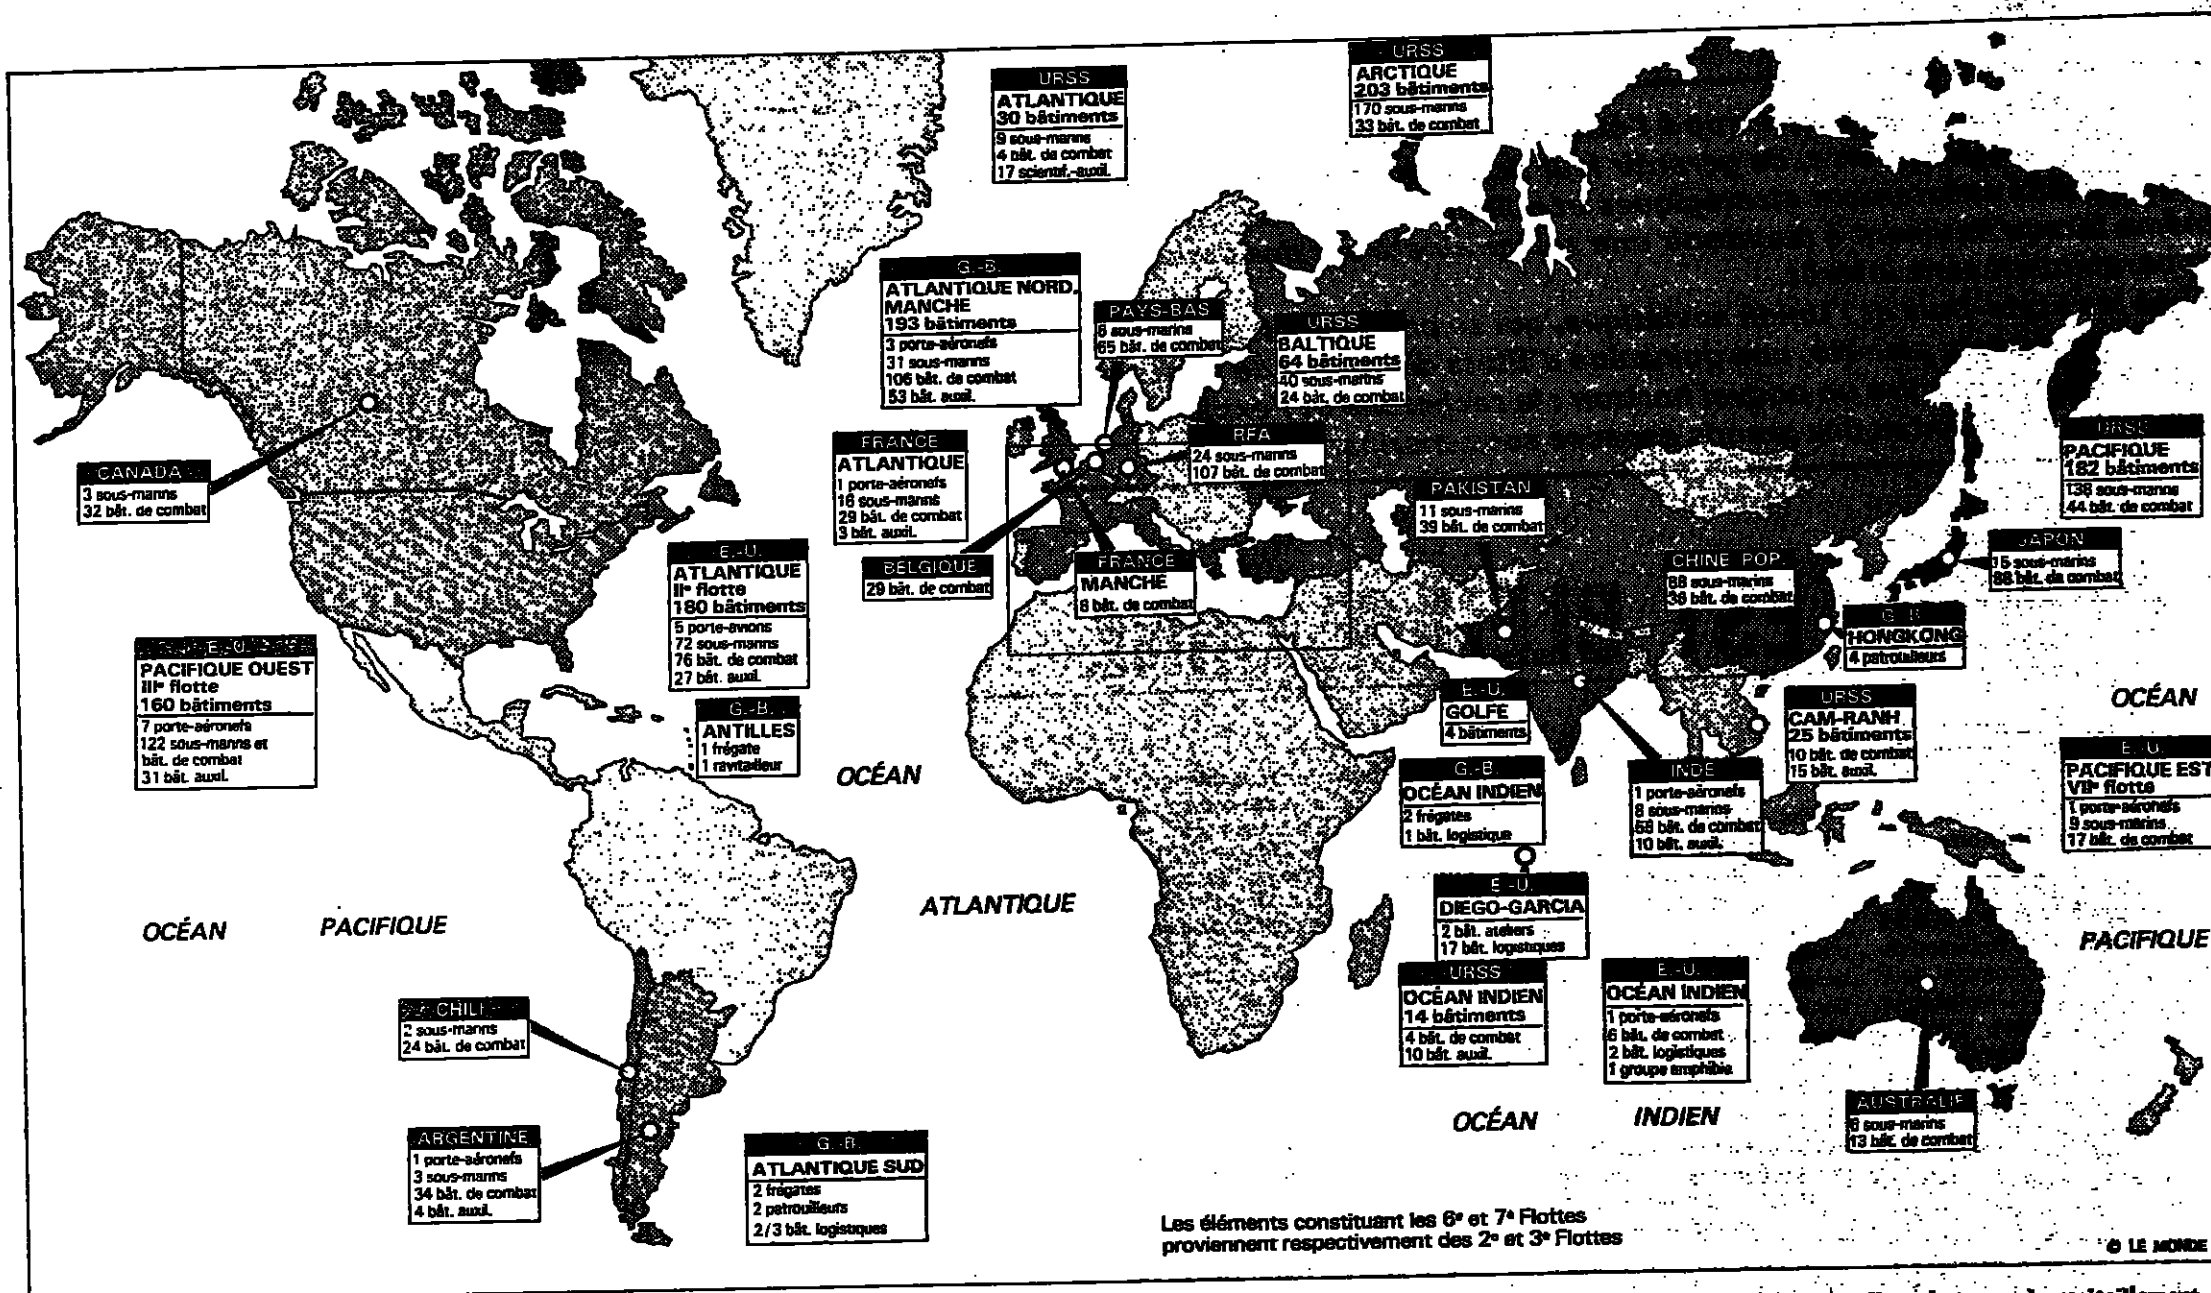 URSS
ATLANTIQUE
30 bâtiments
9 sous-marins
4 bât. de combat
17 scientif.-auxil.
URSS
ARCTIQUE
203 bâtiments
170 sous-marins
33 bât. de combat
G.-B.
ATLANTIQUE NORD,
MANCHE
193 bâtiments
3 porte-aéronefs
31 sous-marins
106 bât. de combat
53 bât. auxil.
PAYS-BAS
6 sous-marins
65 bât. de combat
URSS
BALTIQUE
64 bâtiments
40 sous-marins
24 bât. de combat
CANADA
3 sous-marins
32 bât. de combat
FRANCE
ATLANTIQUE
1 porte-aéronefs
16 sous-marins
29 bât. de combat
3 bât. auxil.
RFA
24 sous-marins
107 bât. de combat
PAKISTAN
11 sous-marins
39 bât. de combat
URSS
PACIFIQUE
182 bâtiments
138 sous-marins
44 bât. de combat
BELGIQUE
29 bât. de combat
FRANCE
MANCHE
8 bât. de combat
CHINE POP.
sous-marins
bât. de combat
JAPON
15 sous-marins
88 bât. de combat
G.-B.
HONGKONG
4 patrouilleurs
E.-U.
ATLANTIQUE
IIe flotte
180 bâtiments
5 porte-avions
72 sous-marins
76 bât. de combat
27 bât. auxil.
E.-U.
PACIFIQUE OUEST
IIIe flotte
160 bâtiments
7 porte-aéronefs
122 sous-marins et
bât. de combat
31 bât. auxil.
G.-B.
ANTILLES
1 frégate
1 ravitailleur
E.-U.
GOLFE
4 bâtiments
URSS
CAM-RANH
25 bâtiments
10 bât. de combat
15 bât. auxil.
OCÉAN
E.-U.
PACIFIQUE EST
VIIe flotte
1 porte-aéronefs
9 sous-marins
17 bât. de combat
OCÉAN
G.-B.
OCÉAN INDIEN
2 frégates
1 bât. logistique
INDE
1 porte-aéronefs
8 sous-marins
58 bât. de combat
10 bât. auxil.
ATLANTIQUE
E.-U.
DIEGO-GARCIA
2 bât. ateliers
17 bât. logistiques
OCÉAN PACIFIQUE
PACIFIQUE
URSS
OCÉAN INDIEN
14 bâtiments
4 bât. de combat
10 bât. auxil.
E.-U.
OCÉAN INDIEN
1 porte-aéronefs
6 bât. de combat
2 bât. logistiques
1 groupe amphibie
CHILI
2 sous-marins
24 bât. de combat
OCÉAN INDIEN
AUSTRALIE
6 sous-marins
13 bât. de combat
ARGENTINE
1 porte-aéronefs
3 sous-marins
34 bât. de combat
4 bât. auxil.
G.-B.
ATLANTIQUE SUD
2 frégates
2 patrouilleurs
2/3 bât. logistiques
Les éléments constituant les 6e et 7e Flottes
proviennent respectivement des 2e et 3e Flottes
© LE MONDE